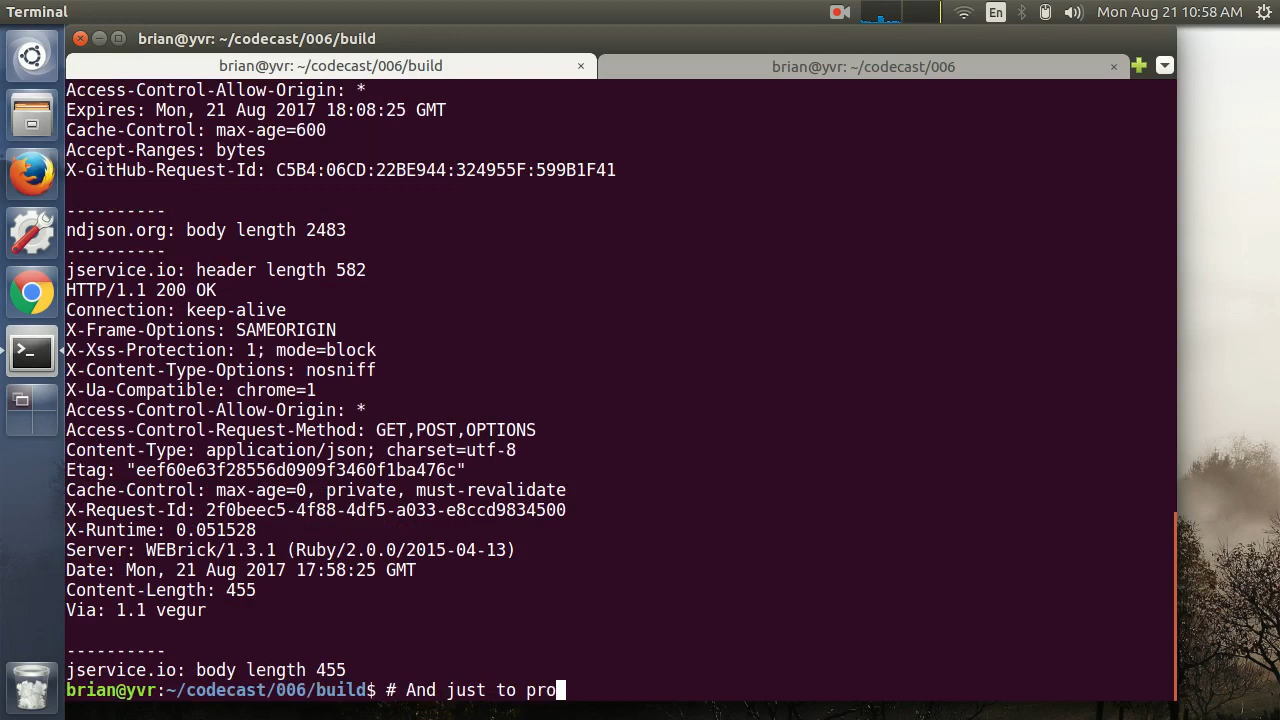 Terminal
En
Mon Aug 21 10:58 AM
brian@yvr: ~/codecast/006/build
brian@yvr: ~/codecast/006/build ×
brian@yvr: ~/codecast/006 ×
Access-Control-Allow-Origin: *
Expires: Mon, 21 Aug 2017 18:08:25 GMT
Cache-Control: max-age=600
Accept-Ranges: bytes
X-GitHub-Request-Id: C5B4:06CD:22BE944:324955F:599B1F41
----------
ndjson.org: body length 2483
----------
jservice.io: header length 582
HTTP/1.1 200 OK
Connection: keep-alive
X-Frame-Options: SAMEORIGIN
X-Xss-Protection: 1; mode=block
X-Content-Type-Options: nosniff
X-Ua-Compatible: chrome=1
Access-Control-Allow-Origin: *
Access-Control-Request-Method: GET,POST,OPTIONS
Content-Type: application/json; charset=utf-8
Etag: "eef60e63f28556d0909f3460f1ba476c"
Cache-Control: max-age=0, private, must-revalidate
X-Request-Id: 2f0beec5-4f88-4df5-a033-e8ccd9834500
X-Runtime: 0.051528
Server: WEBrick/1.3.1 (Ruby/2.0.0/2015-04-13)
Date: Mon, 21 Aug 2017 17:58:25 GMT
Content-Length: 455
Via: 1.1 vegur
----------
jservice.io: body length 455
brian@yvr:~/codecast/006/build$ # And just to pro